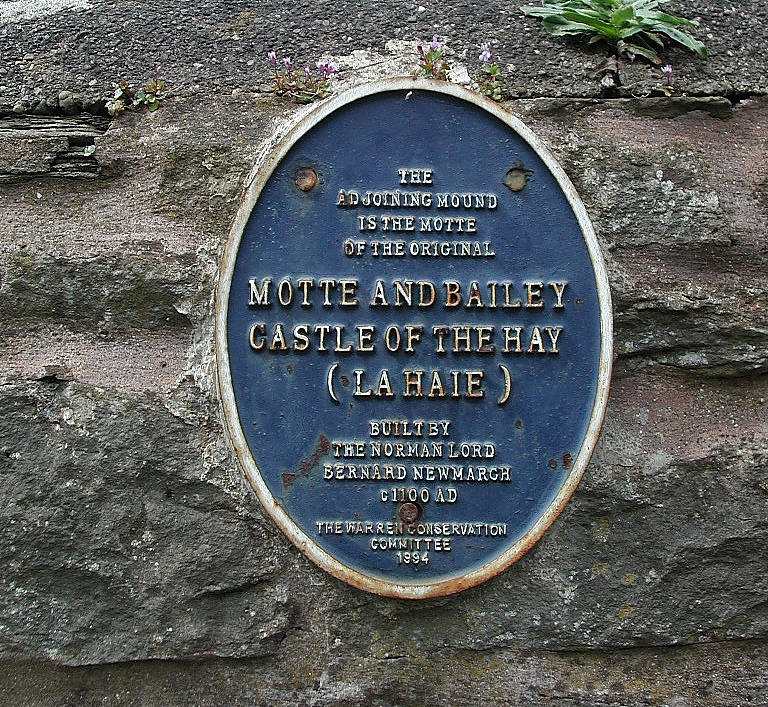 THE
ADJOINING MOUND
IS THE MOTTE
OF THE ORIGINAL
MOTTE AND BAILEY
CASTLE OF THE HAY
( LA HAIE )
BUILT BY
THE NORMAN LORD
BERNARD NEWMARCH
c1100 AD
THE WARREN CONSERVATION
COMMITTEE
1994